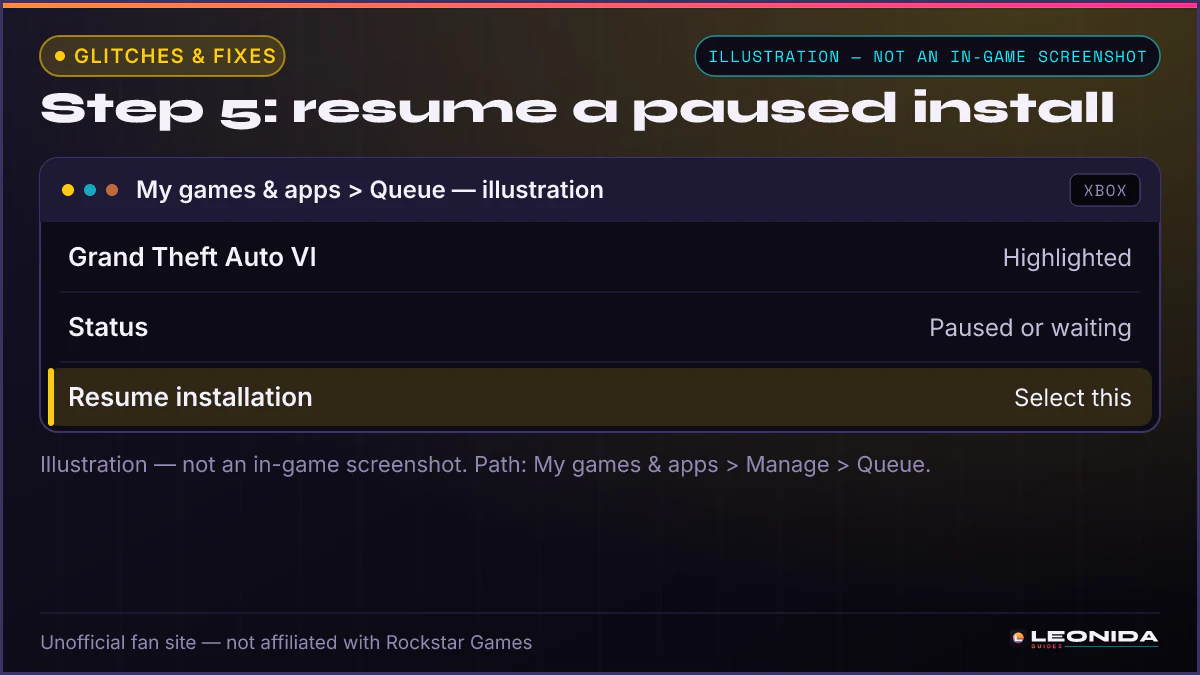 GLITCHES & FIXES
ILLUSTRATION — NOT AN IN-GAME SCREENSHOT
Step 5: resume a paused install
My games & apps > Queue — illustration
XBOX
Grand Theft Auto VI
Highlighted
Status
Paused or waiting
Resume installation
Select this
Illustration — not an in-game screenshot. Path: My games & apps > Manage > Queue.
Unofficial fan site — not affiliated with Rockstar Games
LEONIDA
GUIDES